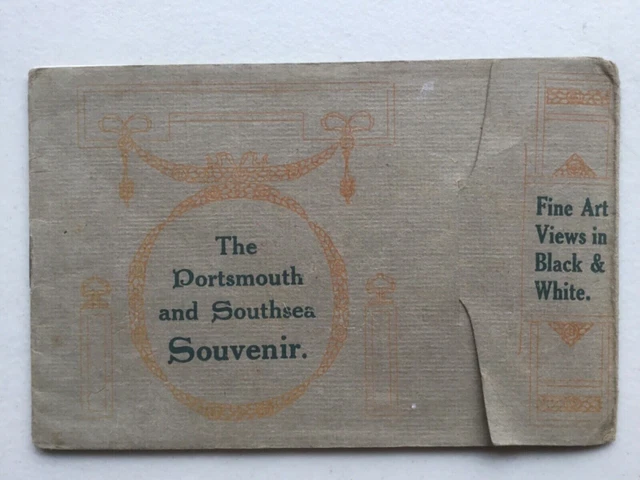 The
Portsmouth
and Southsea
Souvenir.
Fine Art
Views in
Black &
White.